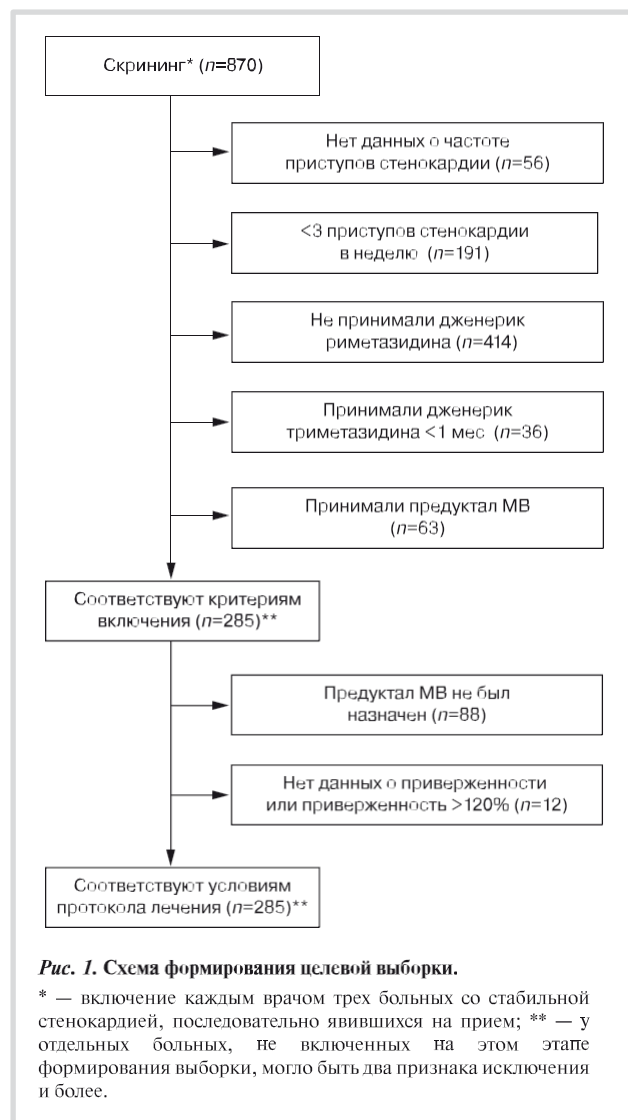 Скрининг* (n=870)
Нет данных о частоте
приступов стенокардии (n=56)
<3 приступов стенокардии
в неделю (n=191)
Не принимали дженерик
риметазидина (n=414)
Принимали дженерик
триметазидина <1 мес (n=36)
Принимали предуктал МВ
(n=63)
Соответствуют критериям
включения (n=285)**
Предуктал МВ не был
назначен (n=88)
Нет данных о приверженности
или приверженность >120% (n=12)
Соответствуют условиям
протокола лечения (n=285)**
Рис. 1. Схема формирования целевой выборки.
* — включение каждым врачом трех больных со стабильной
стенокардией, последовательно явившихся на прием; ** — у
отдельных больных, не включенных на этом этапе
формирования выборки, могло быть два признака исключения
и более.